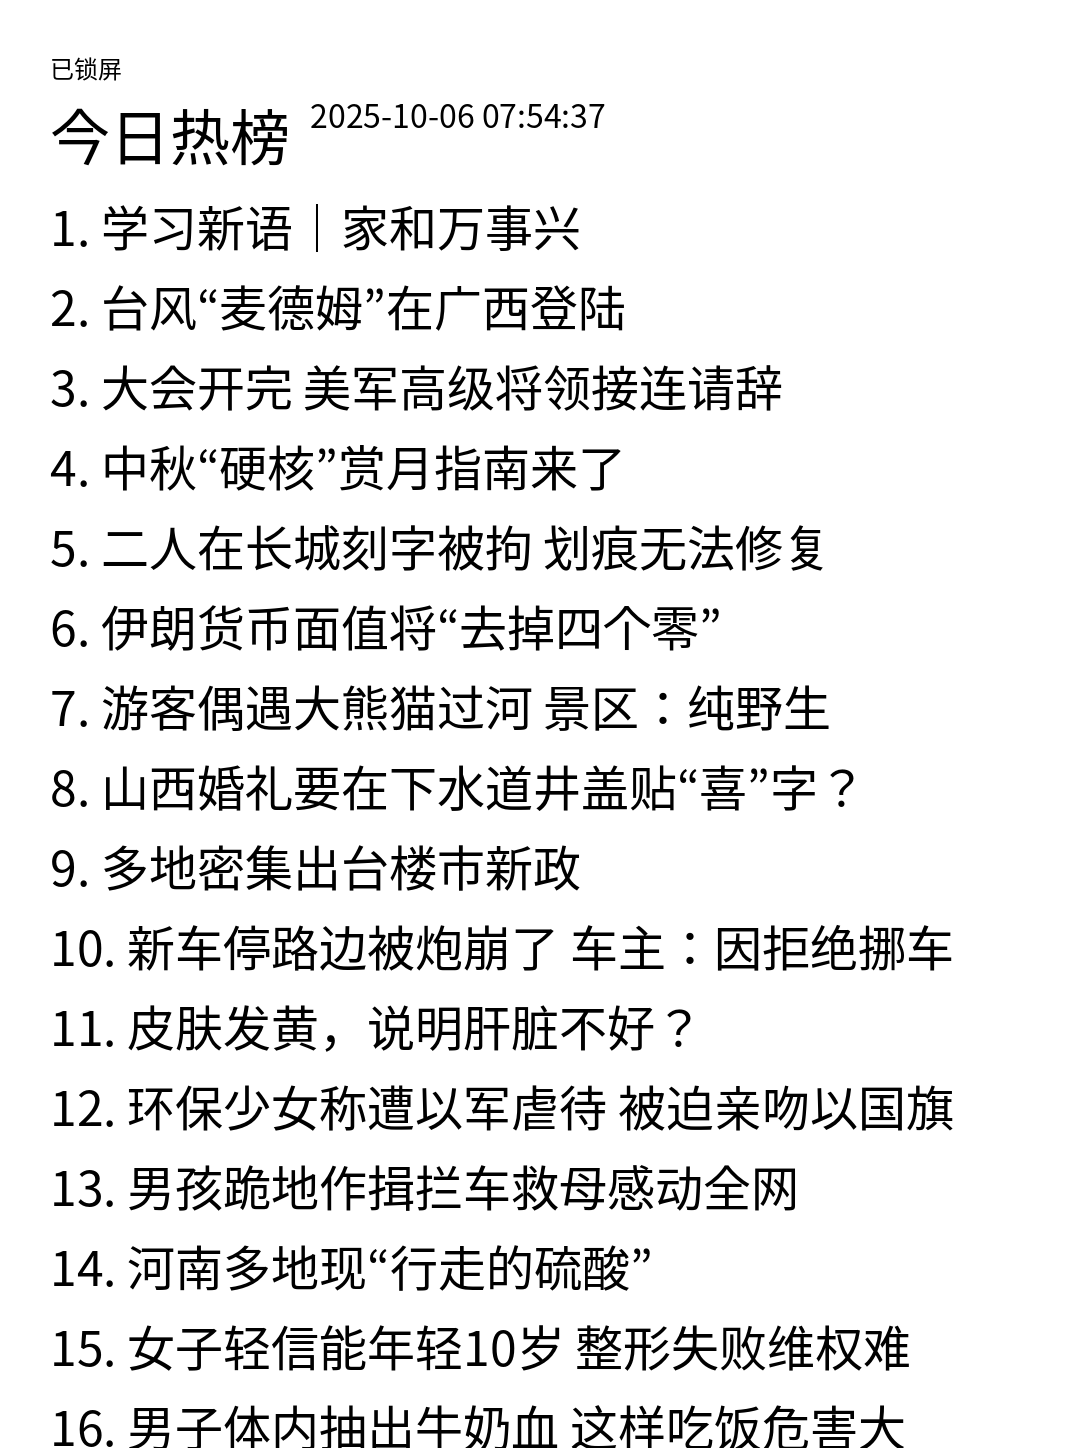 已锁屏
今日热榜 2025-10-06 07:54:37
1. 学习新语｜家和万事兴
2. 台风“麦德姆”在广西登陆
3. 大会开完 美军高级将领接连请辞
4. 中秋“硬核”赏月指南来了
5. 二人在长城刻字被拘 划痕无法修复
6. 伊朗货币面值将“去掉四个零”
7. 游客偶遇大熊猫过河 景区：纯野生
8. 山西婚礼要在下水道井盖贴“喜”字？
9. 多地密集出台楼市新政
10. 新车停路边被炮崩了 车主：因拒绝挪车
11. 皮肤发黄，说明肝脏不好？
12. 环保少女称遭以军虐待 被迫亲吻以国旗
13. 男孩跪地作揖拦车救母感动全网
14. 河南多地现“行走的硫酸”
15. 女子轻信能年轻10岁 整形失败维权难
16. 男子体内抽出牛奶血 这样吃饭危害大